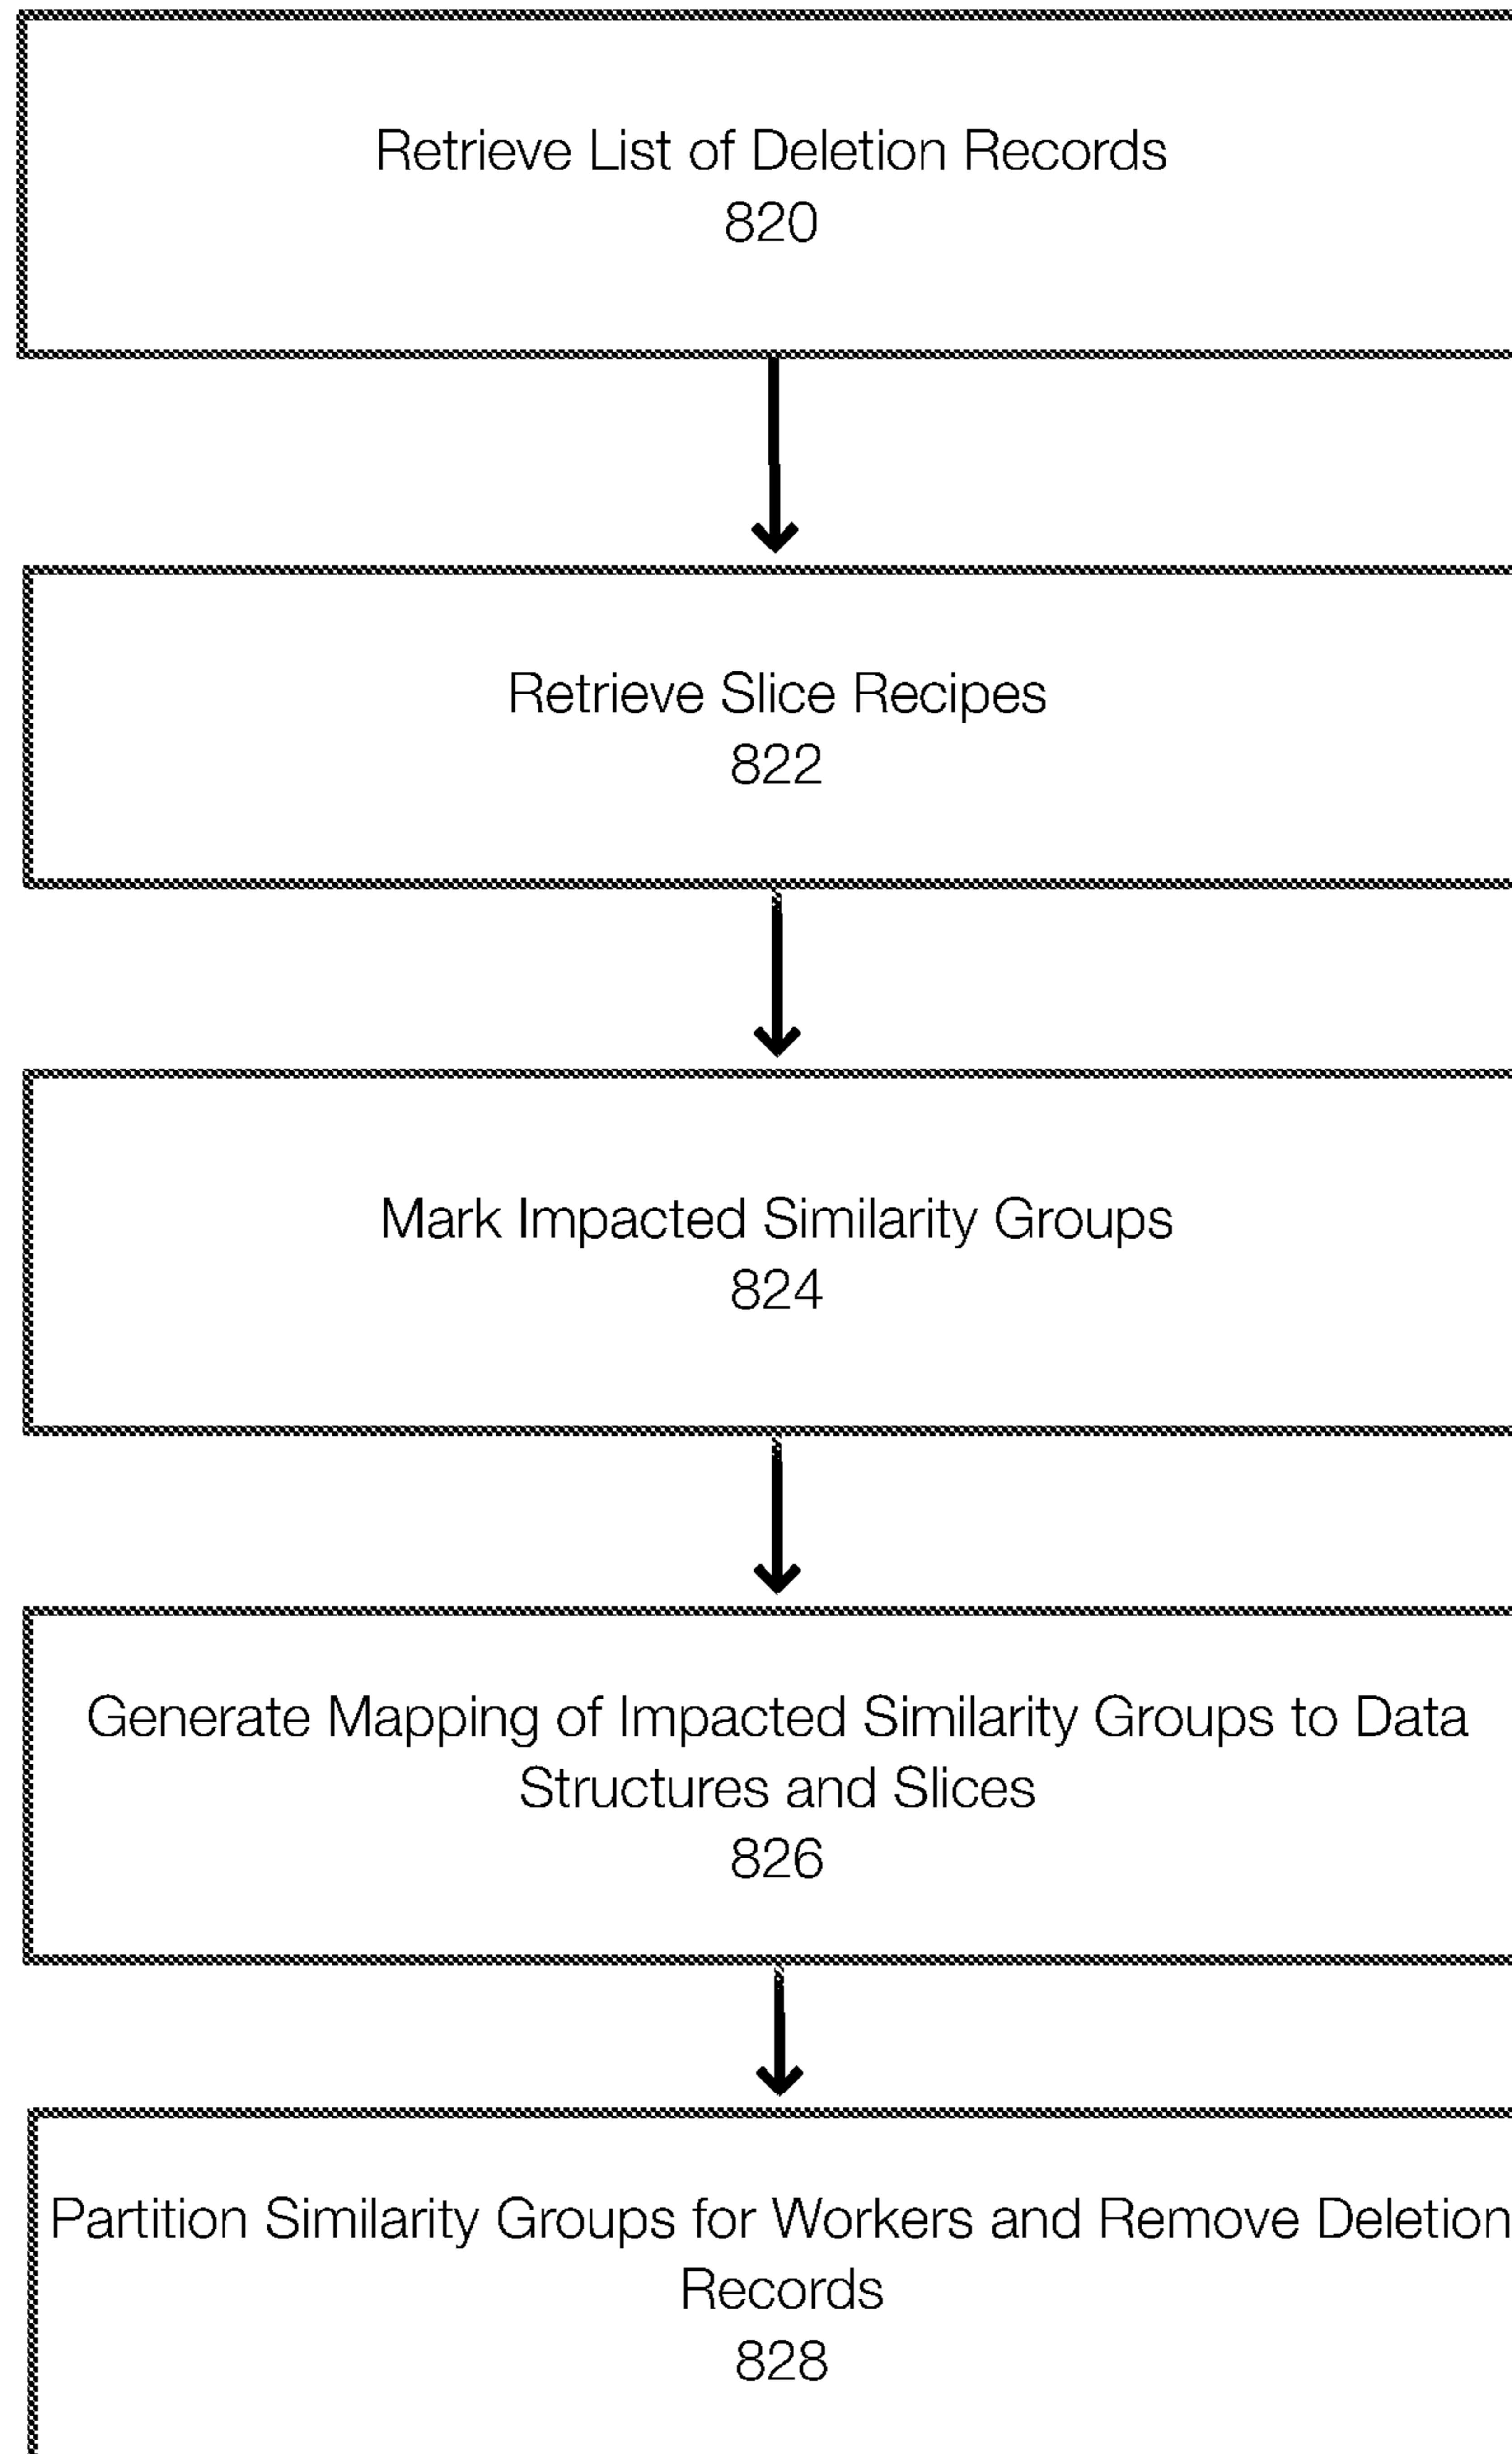 Retrieve List of Deletion Records
820
Retrieve Slice Recipes
822
Mark Impacted Similarity Groups
824
Generate Mapping of Impacted Similarity Groups to Data
Structures and Slices
826
Partition Similarity Groups for Workers and Remove Deletion
Records
828